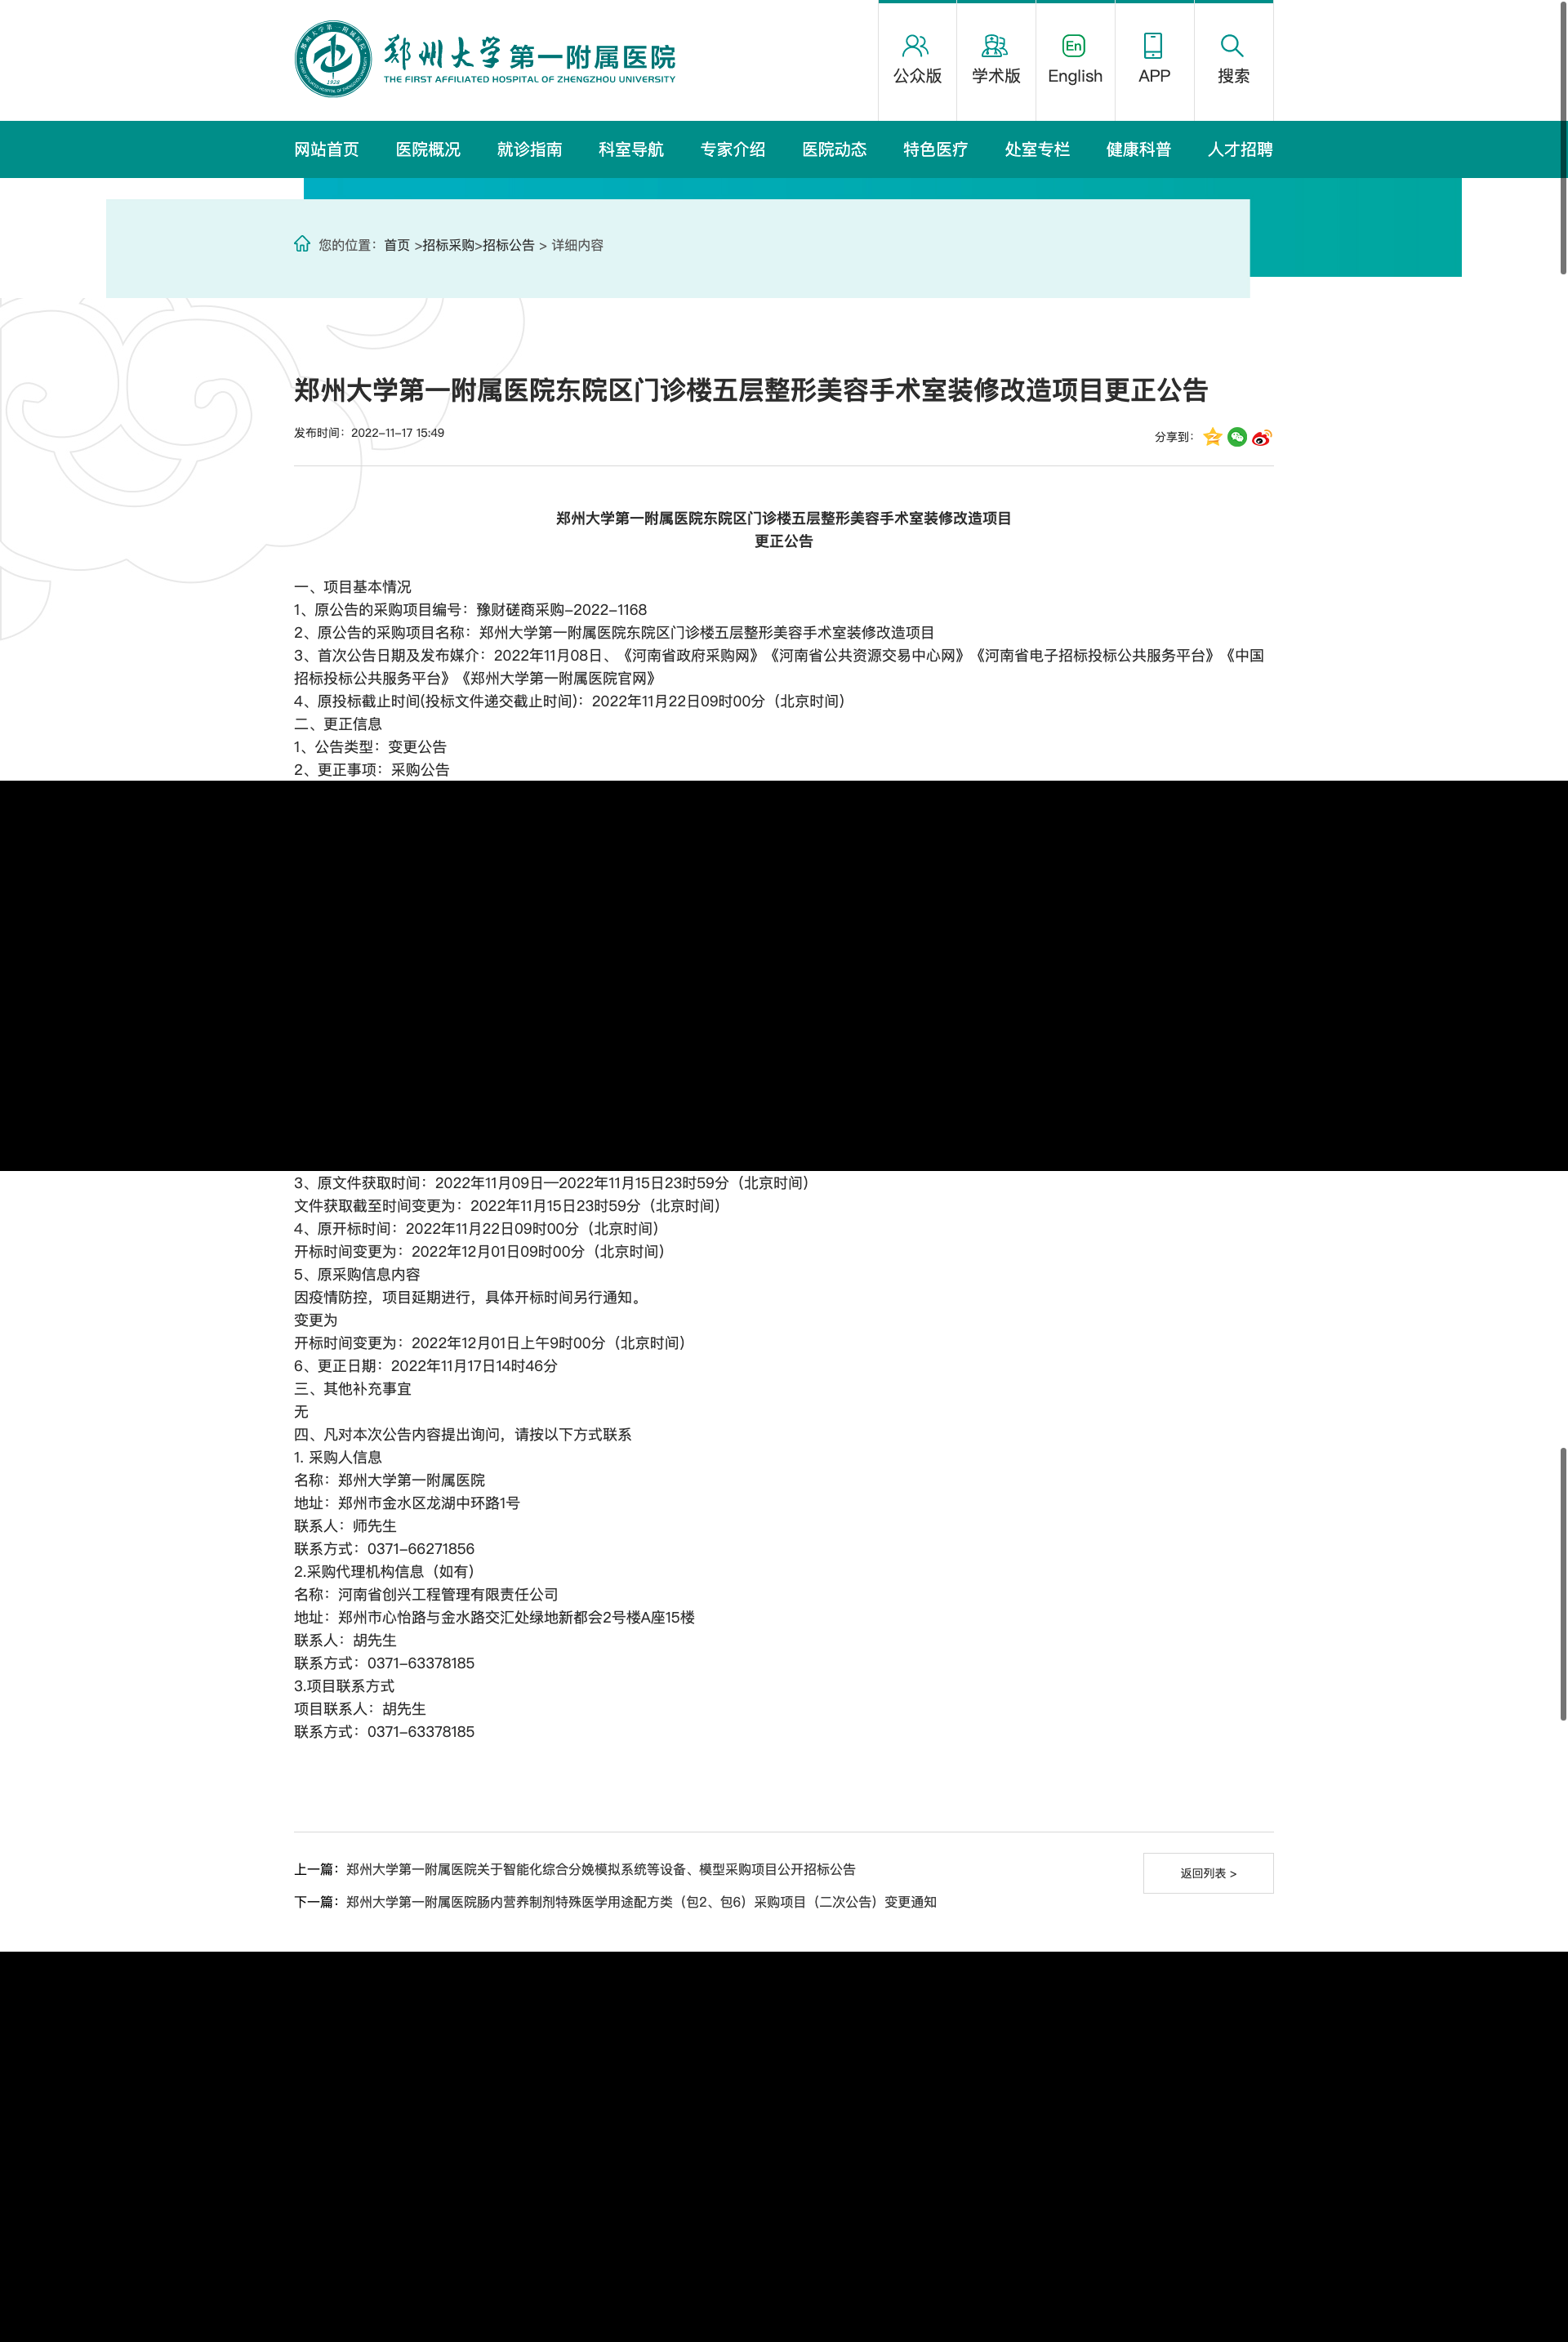 郑州大学第一附属医院
THE FIRST AFFILIATED HOSPITAL OF ZHENGZHOU UNIVERSITY
公众版
学术版
En
English
APP
搜索
网站首页 医院概况 就诊指南 科室导航 专家介绍 医院动态 特色医疗 处室专栏 健康科普 人才招聘
您的位置：首页 >招标采购>招标公告 > 详细内容
郑州大学第一附属医院东院区门诊楼五层整形美容手术室装修改造项目更正公告
发布时间：2022-11-17 15:49
分享到：
郑州大学第一附属医院东院区门诊楼五层整形美容手术室装修改造项目
更正公告
一、项目基本情况
1、原公告的采购项目编号：豫财磋商采购-2022-1168
2、原公告的采购项目名称：郑州大学第一附属医院东院区门诊楼五层整形美容手术室装修改造项目
3、首次公告日期及发布媒介：2022年11月08日、《河南省政府采购网》《河南省公共资源交易中心网》《河南省电子招标投标公共服务平台》《中国
招标投标公共服务平台》《郑州大学第一附属医院官网》
4、原投标截止时间(投标文件递交截止时间)：2022年11月22日09时00分（北京时间）
二、更正信息
1、公告类型：变更公告
2、更正事项：采购公告
3、原文件获取时间：2022年11月09日—2022年11月15日23时59分（北京时间）
文件获取截至时间变更为：2022年11月15日23时59分（北京时间）
4、原开标时间：2022年11月22日09时00分（北京时间）
开标时间变更为：2022年12月01日09时00分（北京时间）
5、原采购信息内容
因疫情防控，项目延期进行，具体开标时间另行通知。
变更为
开标时间变更为：2022年12月01日上午9时00分（北京时间）
6、更正日期：2022年11月17日14时46分
三、其他补充事宜
无
四、凡对本次公告内容提出询问，请按以下方式联系
1. 采购人信息
名称：郑州大学第一附属医院
地址：郑州市金水区龙湖中环路1号
联系人：师先生
联系方式：0371-66271856
2.采购代理机构信息（如有）
名称：河南省创兴工程管理有限责任公司
地址：郑州市心怡路与金水路交汇处绿地新都会2号楼A座15楼
联系人：胡先生
联系方式：0371-63378185
3.项目联系方式
项目联系人：胡先生
联系方式：0371-63378185
上一篇：郑州大学第一附属医院关于智能化综合分娩模拟系统等设备、模型采购项目公开招标公告
返回列表 >
下一篇：郑州大学第一附属医院肠内营养制剂特殊医学用途配方类（包2、包6）采购项目（二次公告）变更通知